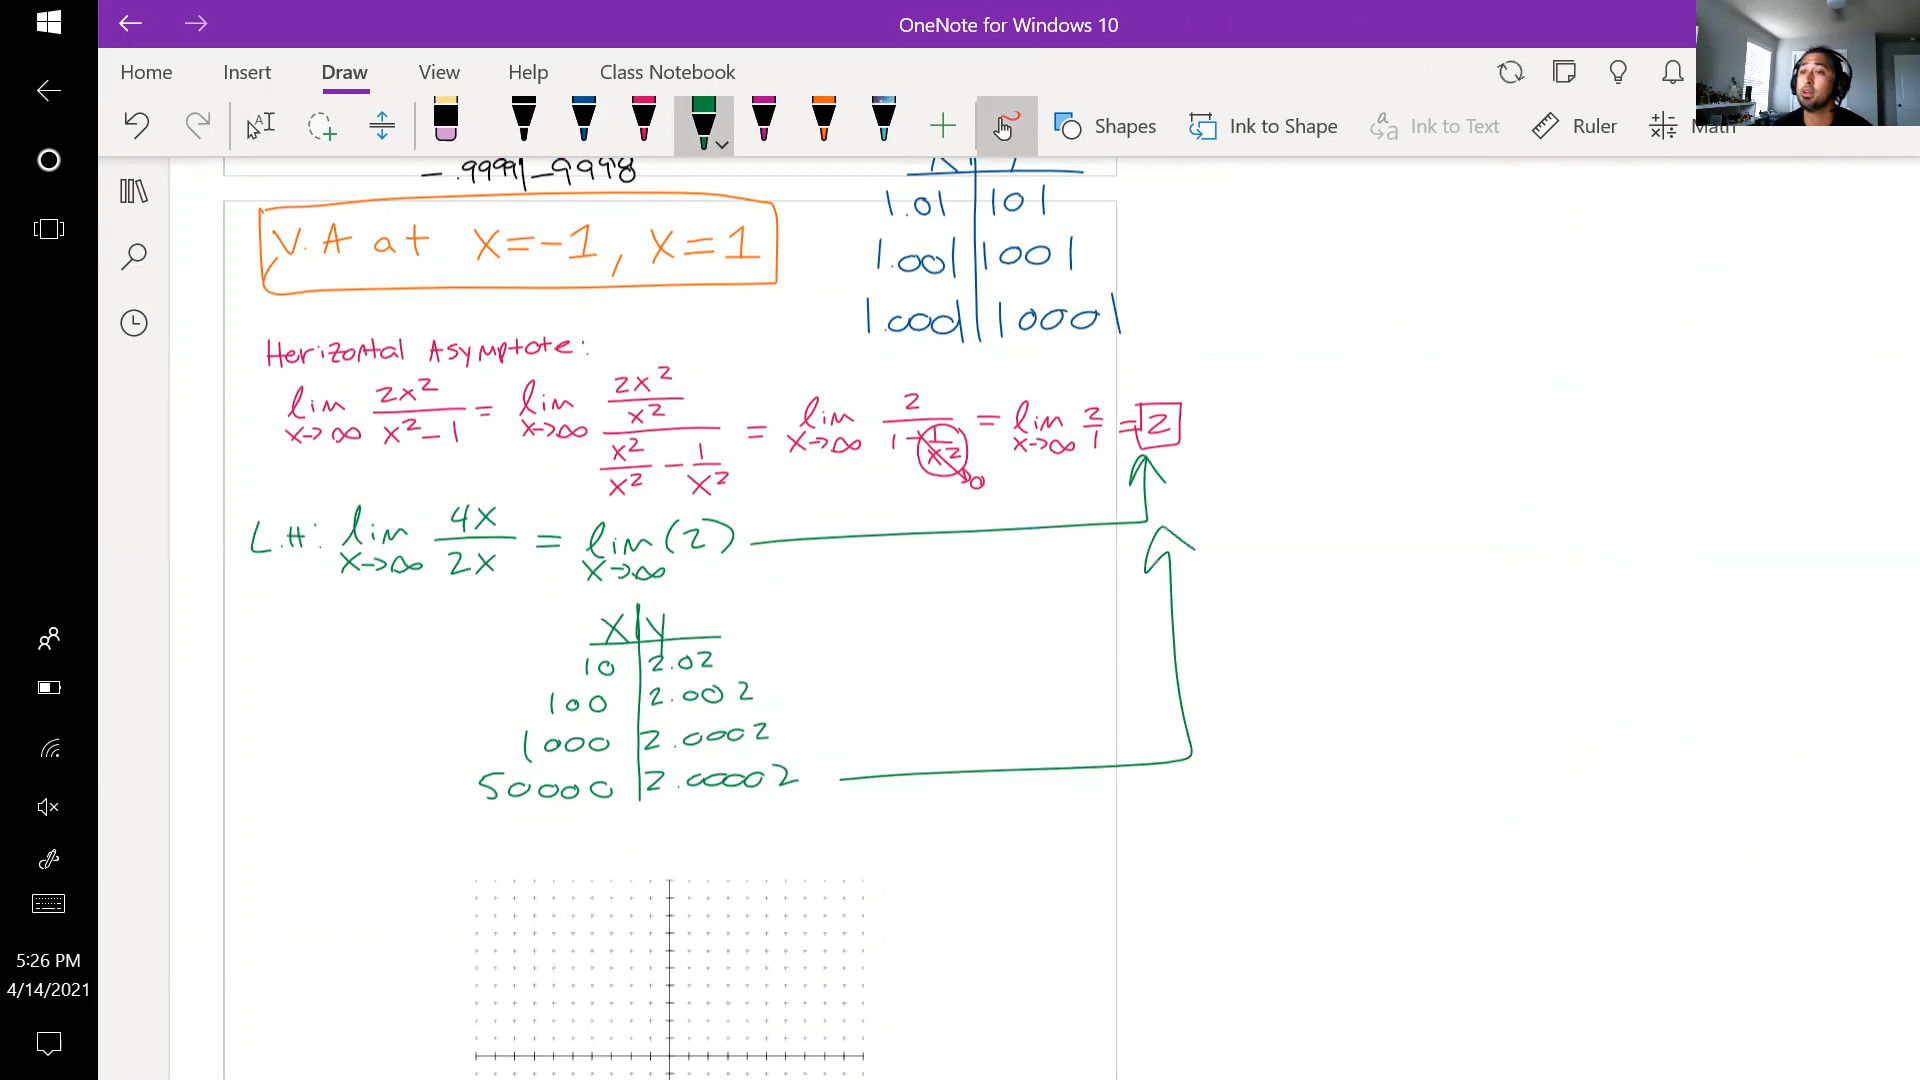 OneNote for Windows 10
Home Insert Draw View Help Class Notebook
Shapes Ink to Shape Ink to Text Ruler Math
-.9999|-9998
1.01 | 101
1.001 | 1001
1.0001 | 10001
V.A at x=-1, x=1
Horizontal Asymptote:
lim x→∞ 2x²/(x²-1) = lim x→∞ (2x²/x²)/(x²/x² - 1/x²) = lim x→∞ 2/(1-1/x²) →0 = lim x→∞ 2/1 = 2
L.H: lim x→∞ 4x/2x = lim x→∞ (2)
X | Y
10 | 2.02
100 | 2.002
1000 | 2.0002
50000 | 2.00002
5:26 PM
4/14/2021